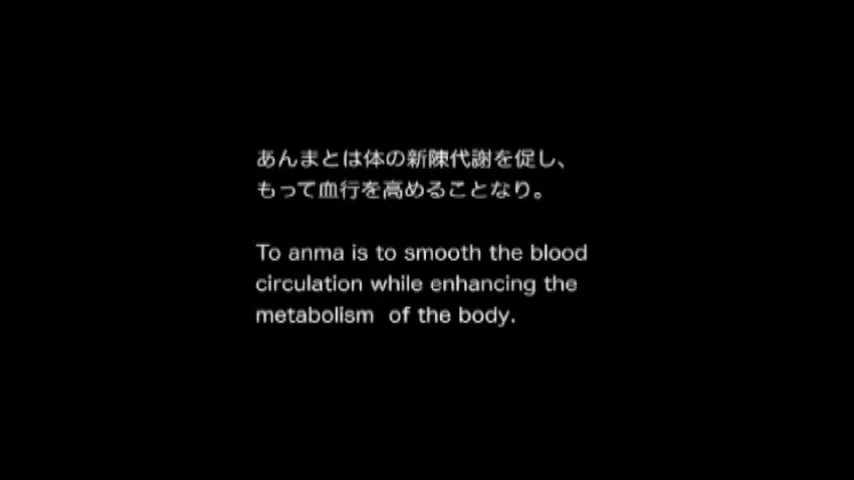 あんまとは体の新陳代謝を促し、
もって血行を高めることなり。
To anma is to smooth the blood
circulation while enhancing the
metabolism of the body.